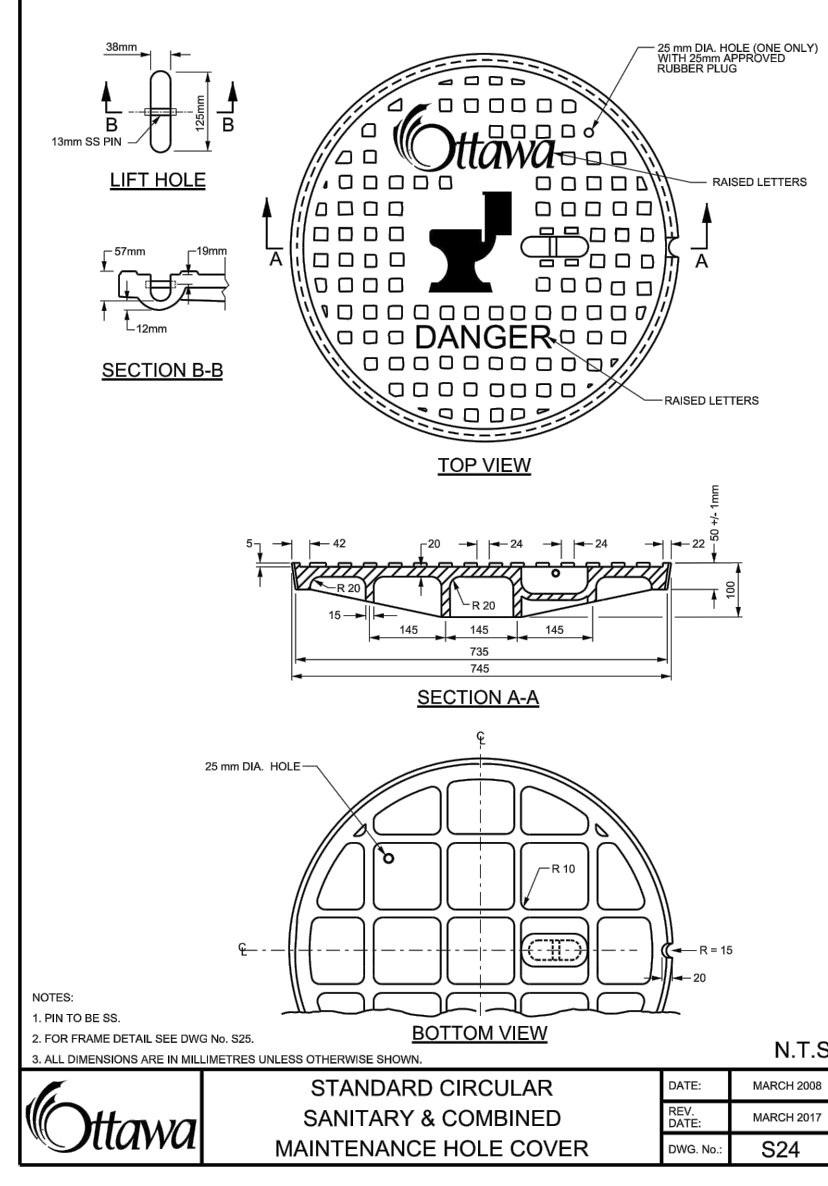 38mm
125mm
B
B
13mm SS PIN
LIFT HOLE
57mm
19mm
12mm
SECTION B-B
25 mm DIA. HOLE (ONE ONLY)
WITH 25mm APPROVED
RUBBER PLUG
Ottawa
RAISED LETTERS
A
A
DANGER
RAISED LETTERS
TOP VIEW
5
42
20
24
24
22
50 +/- 1mm
100
R 20
R 20
15
145
145
145
735
745
SECTION A-A
℄
25 mm DIA. HOLE
R 10
℄
R = 15
20
BOTTOM VIEW
NOTES:
1. PIN TO BE SS.
2. FOR FRAME DETAIL SEE DWG No. S25.
3. ALL DIMENSIONS ARE IN MILLIMETRES UNLESS OTHERWISE SHOWN.
N.T.S
Ottawa
STANDARD CIRCULAR
SANITARY & COMBINED
MAINTENANCE HOLE COVER
DATE:
MARCH 2008
REV.
DATE:
MARCH 2017
DWG. No.:
S24